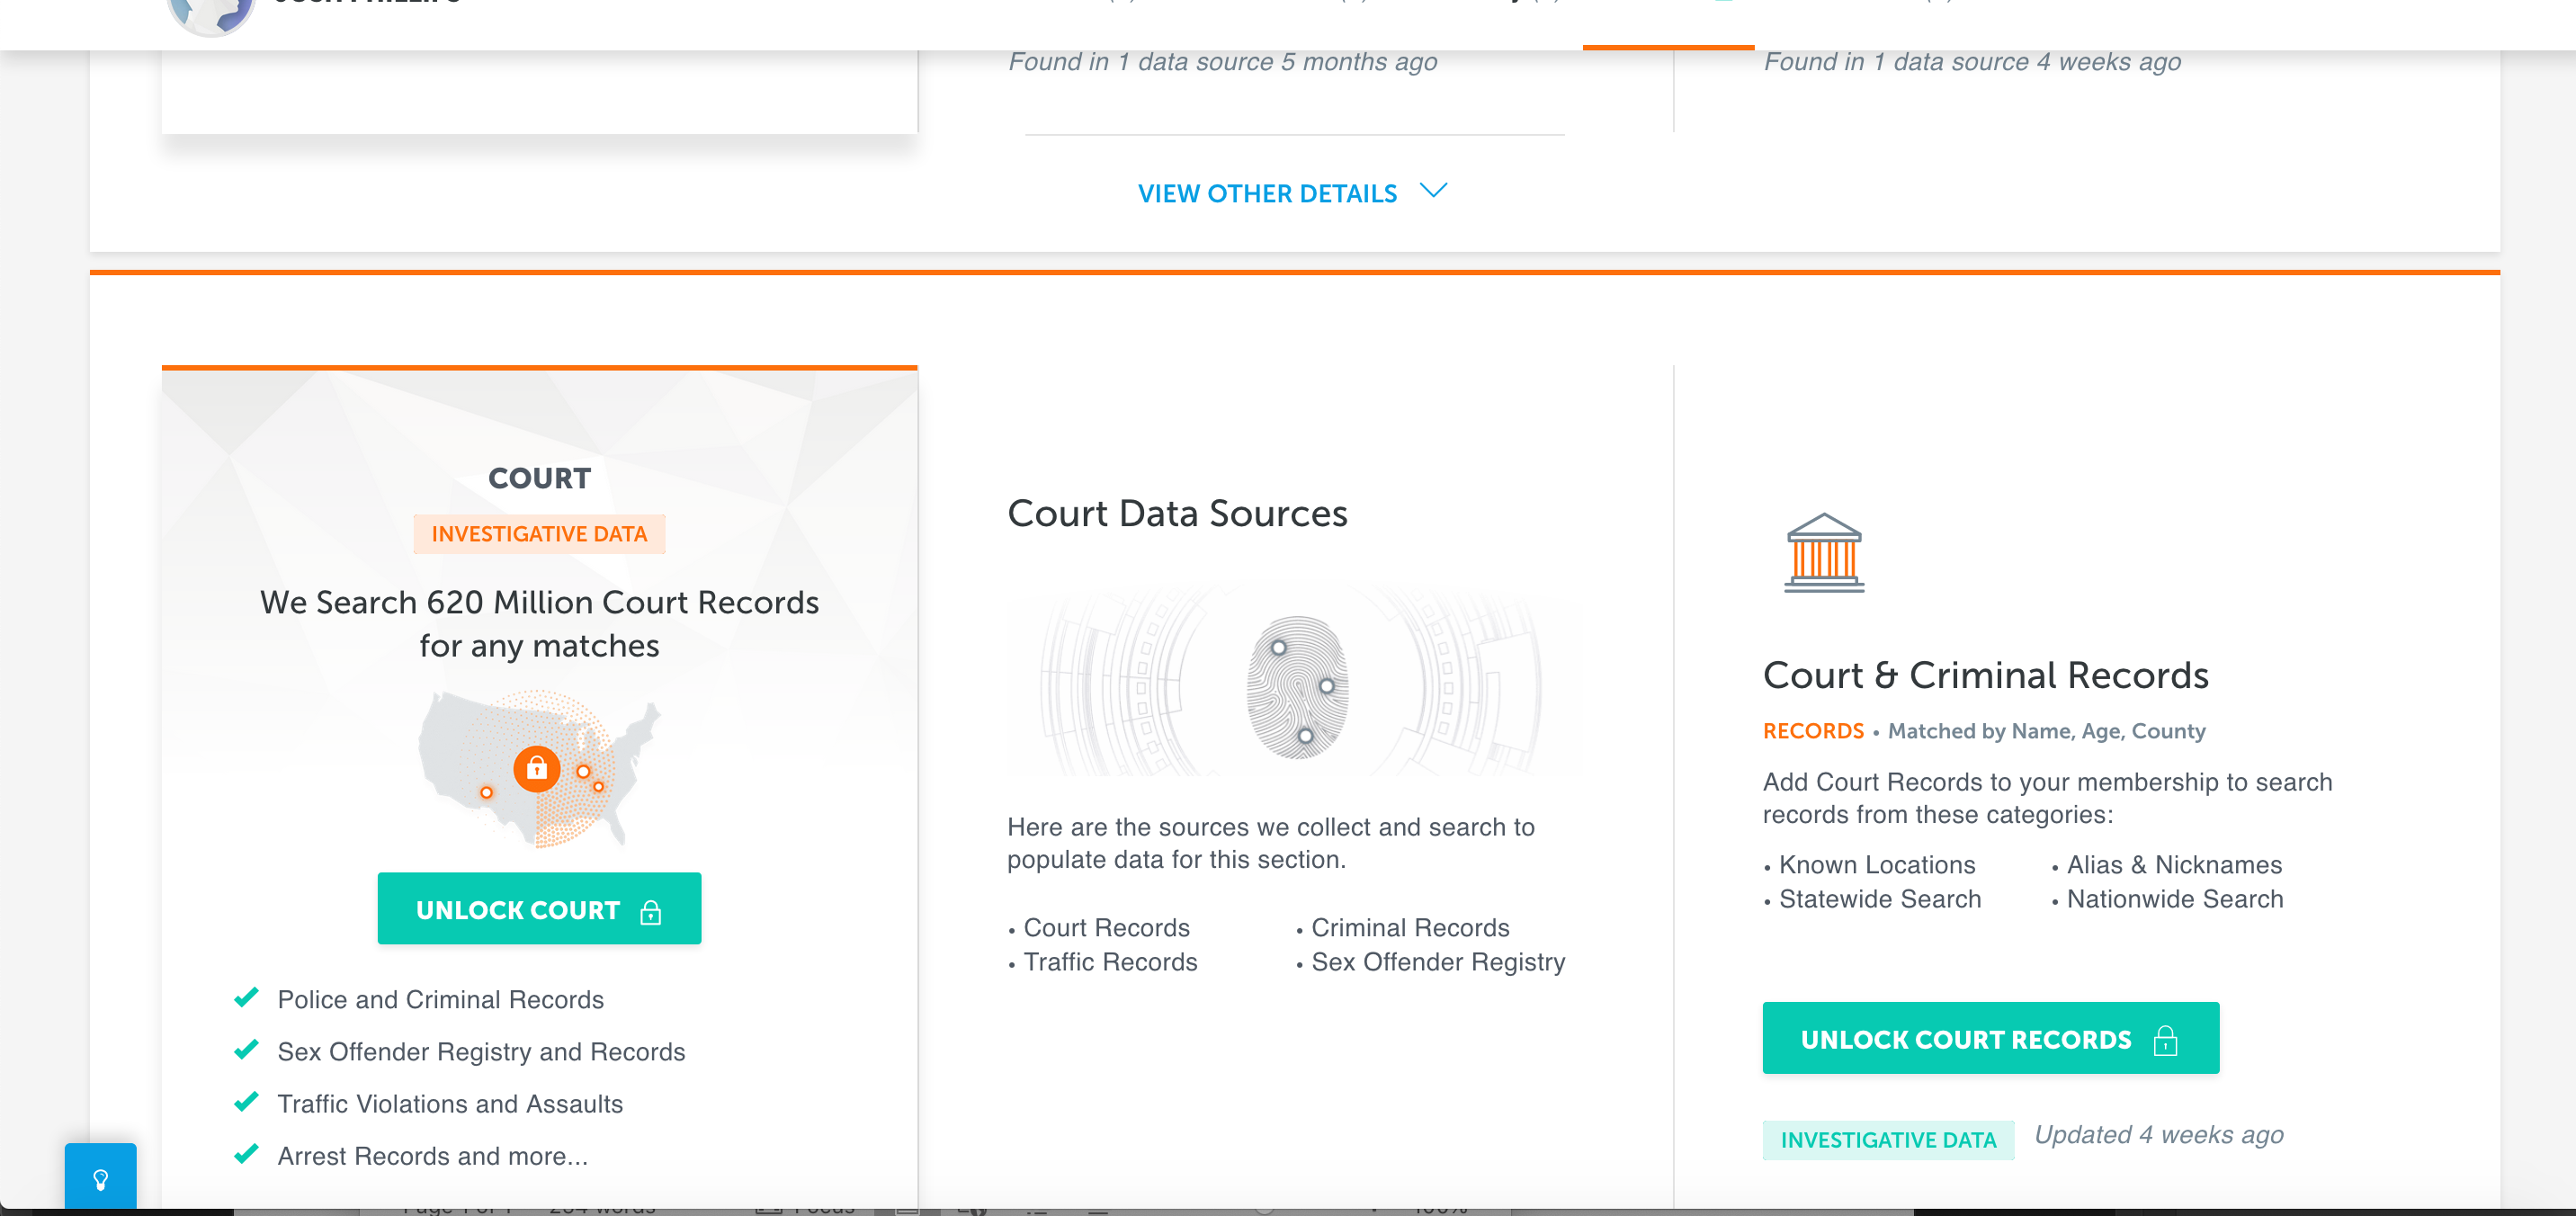 Found in 1 data source 5 months ago
Found in 1 data source 4 weeks ago
VIEW OTHER DETAILS
COURT
INVESTIGATIVE DATA
We Search 620 Million Court Records
for any matches
UNLOCK COURT
Police and Criminal Records
Sex Offender Registry and Records
Traffic Violations and Assaults
Arrest Records and more...
Court Data Sources
Here are the sources we collect and search to
populate data for this section.
• Court Records • Criminal Records
• Traffic Records • Sex Offender Registry
Court & Criminal Records
RECORDS • Matched by Name, Age, County
Add Court Records to your membership to search
records from these categories:
• Known Locations • Alias & Nicknames
• Statewide Search • Nationwide Search
UNLOCK COURT RECORDS
INVESTIGATIVE DATA Updated 4 weeks ago